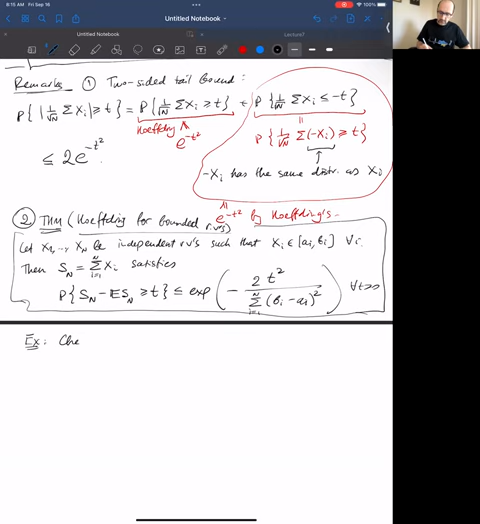 8:15 AM Fri Sep 16
100%
Untitled Notebook
Untitled Notebook
Lecture7
Remarks ① Two-sided tail bound:
P{ |1/√N ΣXi| ≥ t } = P{ 1/√N ΣXi ≥ t } + P{ 1/√N ΣXi ≤ -t }
Hoeffding
e^{-t²}
P{ 1/√N Σ(-Xi) ≥ t }
≤ 2e^{-t²}.
-Xi has the same distr. as Xi
e^{-t²} by Hoeffding's.
② THM (Hoeffding for bounded r.v's)
Let X1, ..., XN be independent r.v's such that Xi ∈ [ai, bi] ∀i.
Then S_N = Σ_{i=1}^N Xi satisfies
P{ S_N - ES_N ≥ t } ≤ exp( - 2t² / Σ_{i=1}^N (bi - ai)² ) ∀t>0
Ex: Che